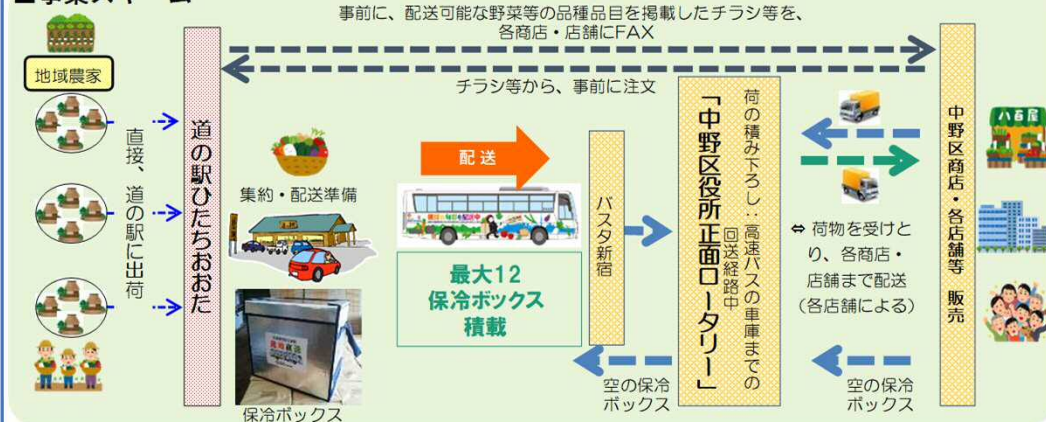 ■事業スキーム
事前に、配送可能な野菜等の品種品目を掲載したチラシ等を、
各商店・店舗にFAX
チラシ等から、事前に注文
地域農家
直接、道の駅に出荷
道の駅ひたちおおた
集約・配送準備
保冷ボックス
配送
最大12
保冷ボックス
積載
バスタ新宿
荷の積み下ろし:高速バスの車庫までの
回送経路中
「中野区役所正面ロータリー」
空の保冷
ボックス
⇔ 荷物を受けと
り、各商店・
店舗まで配送
(各店舗による)
空の保冷
ボックス
中野区商店・各店舗等 販売
八百屋